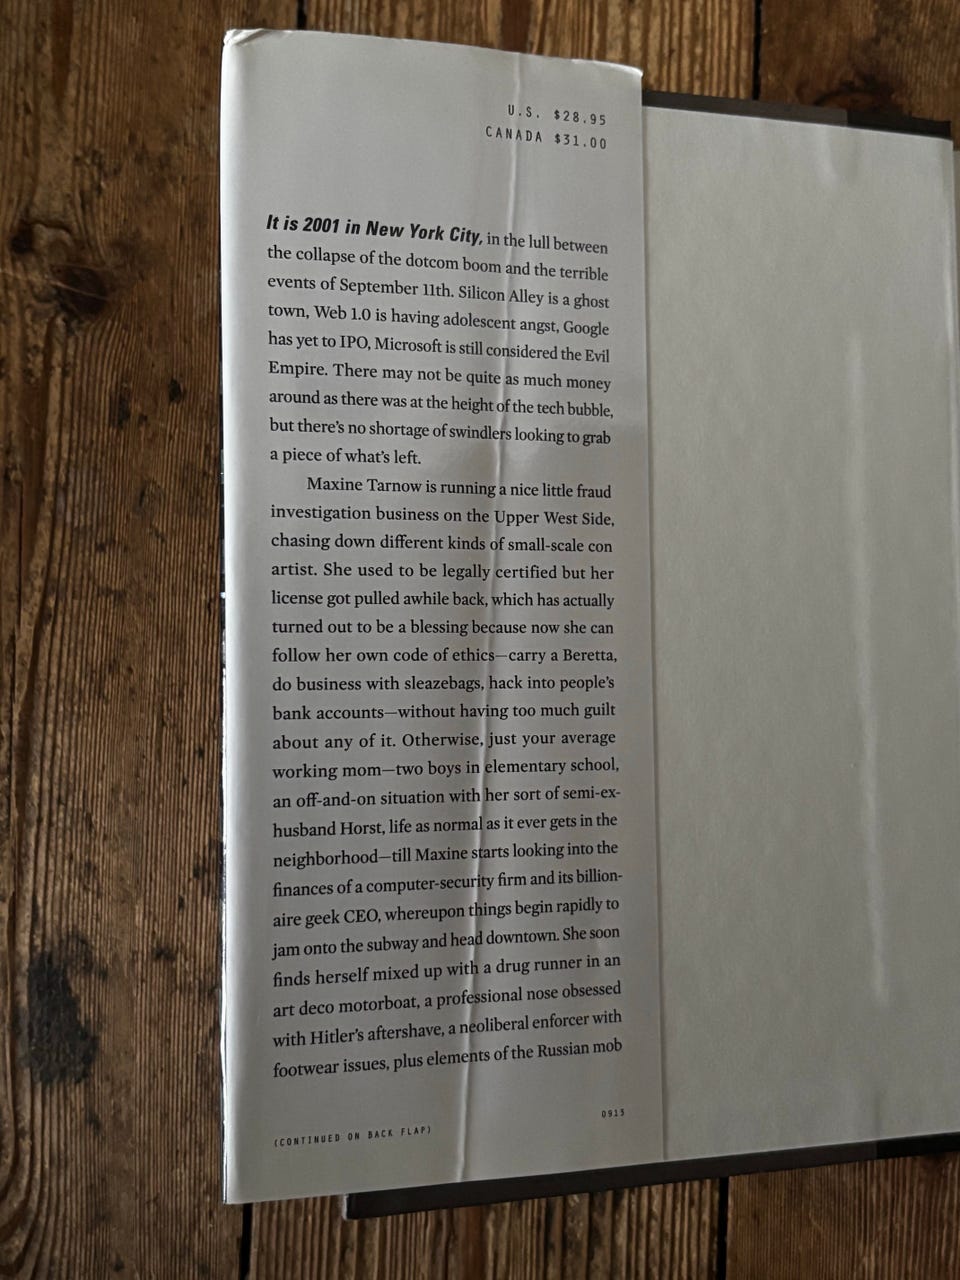 U.S. $28.95
CANADA $31.00
It is 2001 in New York City, in the lull between
the collapse of the dotcom boom and the terrible
events of September 11th. Silicon Alley is a ghost
town, Web 1.0 is having adolescent angst, Google
has yet to IPO, Microsoft is still considered the Evil
Empire. There may not be quite as much money
around as there was at the height of the tech bubble,
but there's no shortage of swindlers looking to grab
a piece of what's left.
Maxine Tarnow is running a nice little fraud
investigation business on the Upper West Side,
chasing down different kinds of small-scale con
artist. She used to be legally certified but her
license got pulled awhile back, which has actually
turned out to be a blessing because now she can
follow her own code of ethics—carry a Beretta,
do business with sleazebags, hack into people's
bank accounts—without having too much guilt
about any of it. Otherwise, just your average
working mom—two boys in elementary school,
an off-and-on situation with her sort of semi-ex-
husband Horst, life as normal as it ever gets in the
neighborhood—till Maxine starts looking into the
finances of a computer-security firm and its billion-
aire geek CEO, whereupon things begin rapidly to
jam onto the subway and head downtown. She soon
finds herself mixed up with a drug runner in an
art deco motorboat, a professional nose obsessed
with Hitler's aftershave, a neoliberal enforcer with
footwear issues, plus elements of the Russian mob
0913
(CONTINUED ON BACK FLAP)